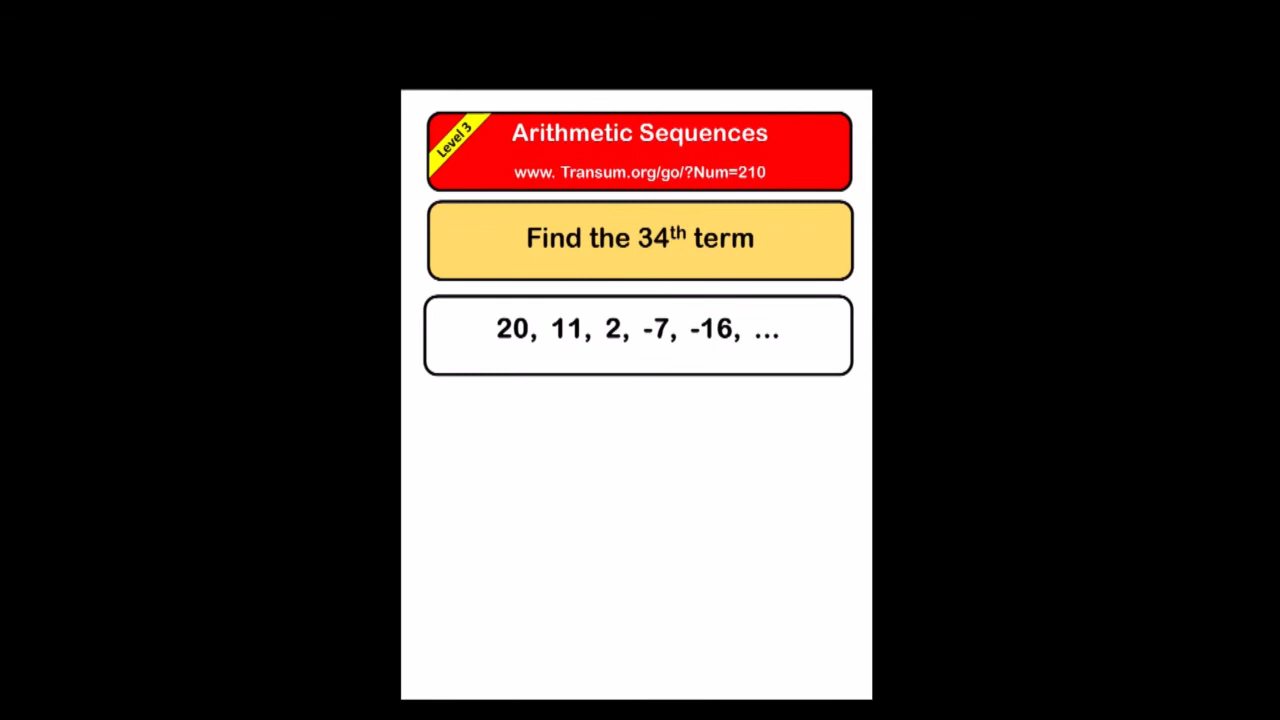 Level 3
Arithmetic Sequences
www. Transum.org/go/?Num=210
Find the 34th term
20, 11, 2, -7, -16, ...